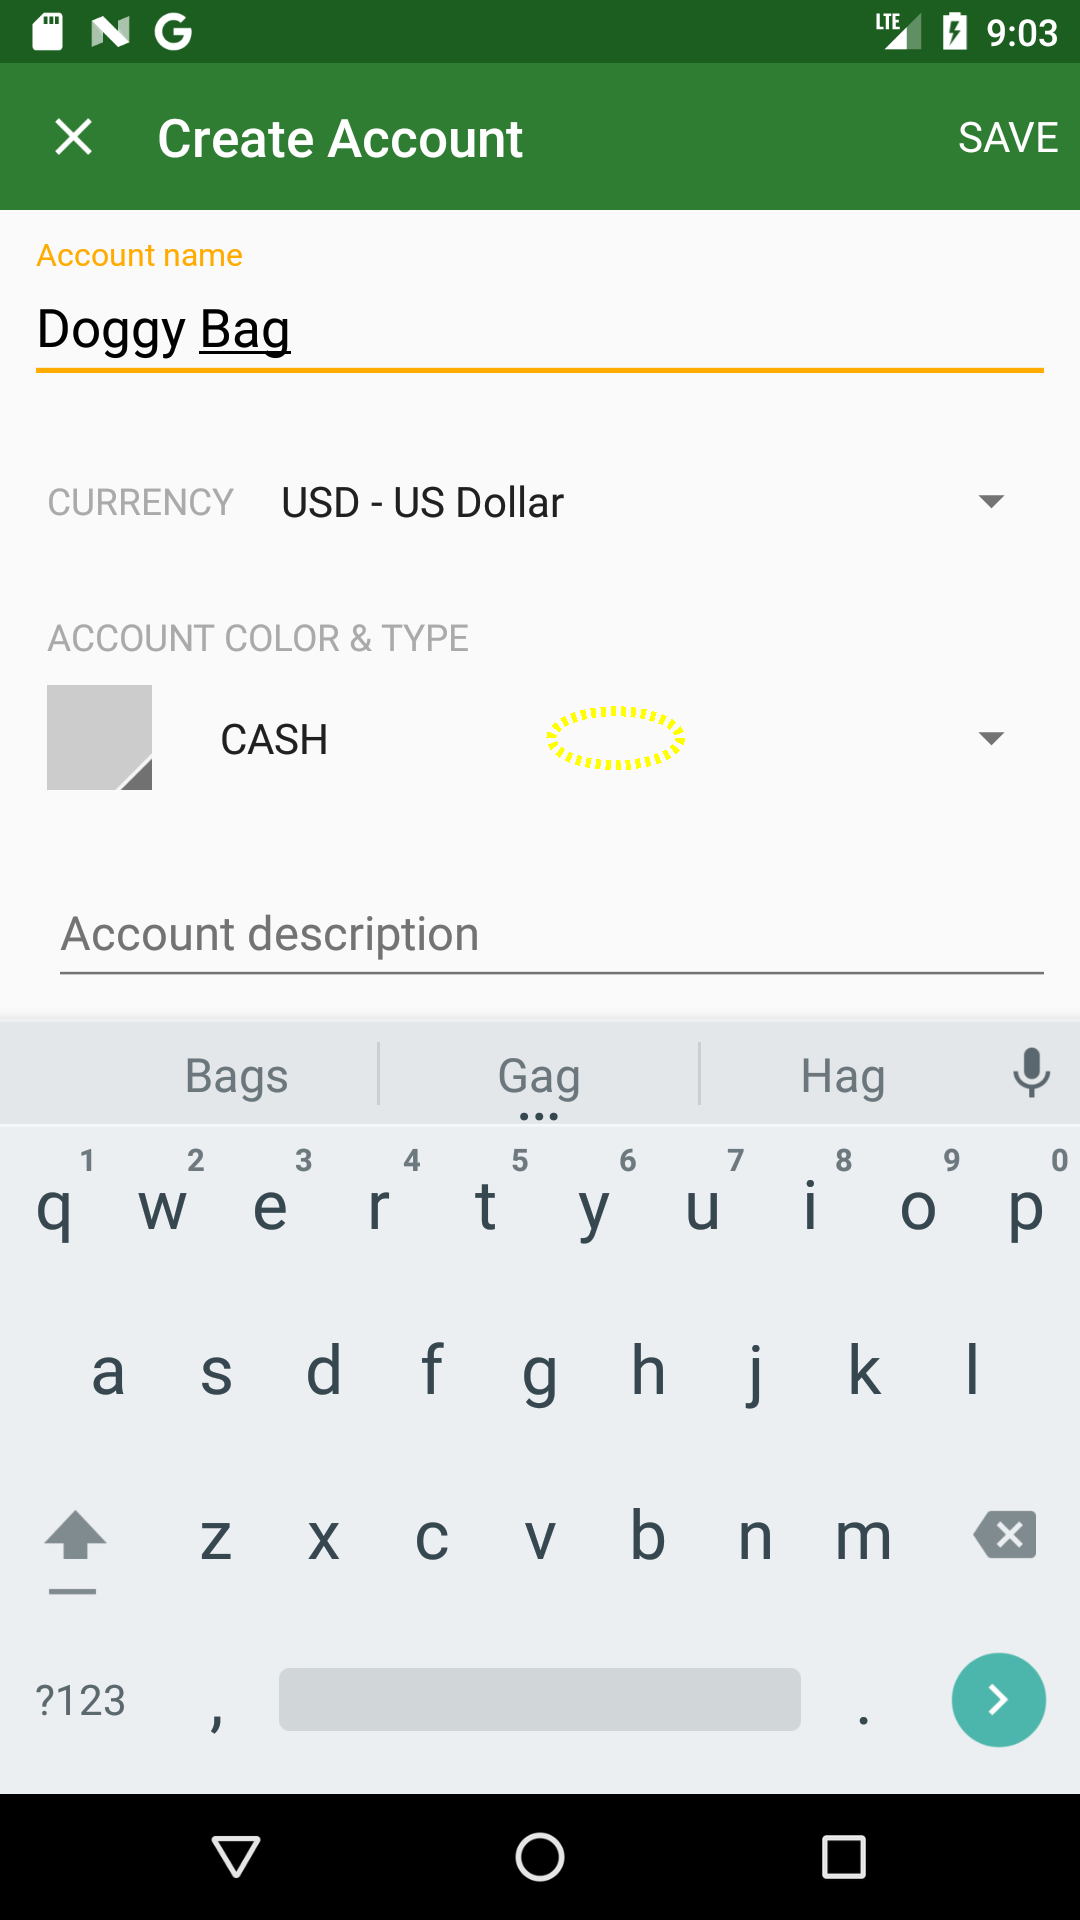 LTE 9:03
Create Account SAVE
Account name
Doggy Bag
CURRENCY USD - US Dollar
ACCOUNT COLOR & TYPE
CASH
Account description
Bags Gag Hag
1 2 3 4 5 6 7 8 9 0
q w e r t y u i o p
a s d f g h j k l
z x c v b n m
?123 , .